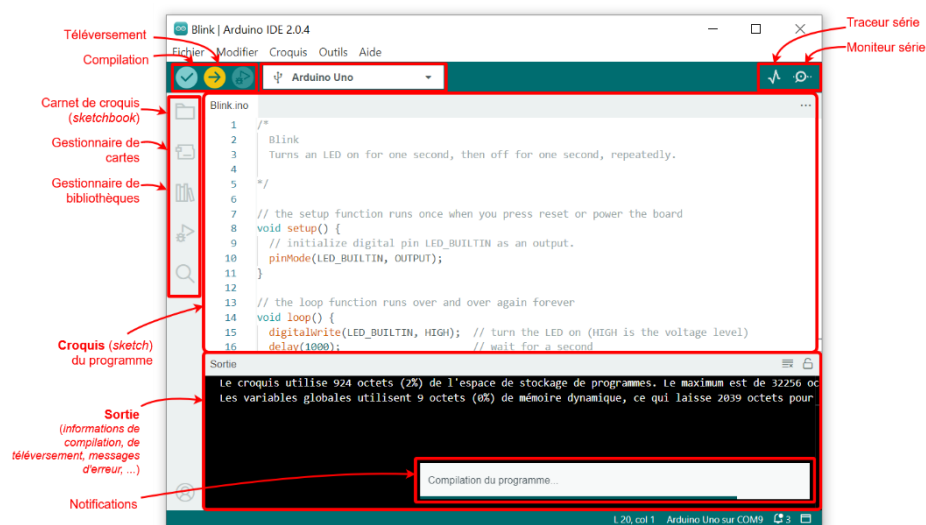 Blink | Arduino IDE 2.0.4
Fichier Modifier Croquis Outils Aide
Arduino Uno
Téléversement
Compilation
Traceur série
Moniteur série
Carnet de croquis
(sketchbook)
Gestionnaire de
cartes
Gestionnaire de
bibliothèques
Croquis (sketch)
du programme
Sortie
(informations de
compilation, de
téléversement, messages
d'erreur, ...)
Notifications
Blink.ino
1 /*
2 Blink
3 Turns an LED on for one second, then off for one second, repeatedly.
4
5 */
6
7 // the setup function runs once when you press reset or power the board
8 void setup() {
9 // initialize digital pin LED_BUILTIN as an output.
10 pinMode(LED_BUILTIN, OUTPUT);
11 }
12
13 // the loop function runs over and over again forever
14 void loop() {
15 digitalWrite(LED_BUILTIN, HIGH); // turn the LED on (HIGH is the voltage level)
16 delay(1000); // wait for a second
Sortie
Le croquis utilise 924 octets (2%) de l'espace de stockage de programmes. Le maximum est de 32256 oc
Les variables globales utilisent 9 octets (0%) de mémoire dynamique, ce qui laisse 2039 octets pour
Compilation du programme...
L 20, col 1 Arduino Uno sur COM9 3